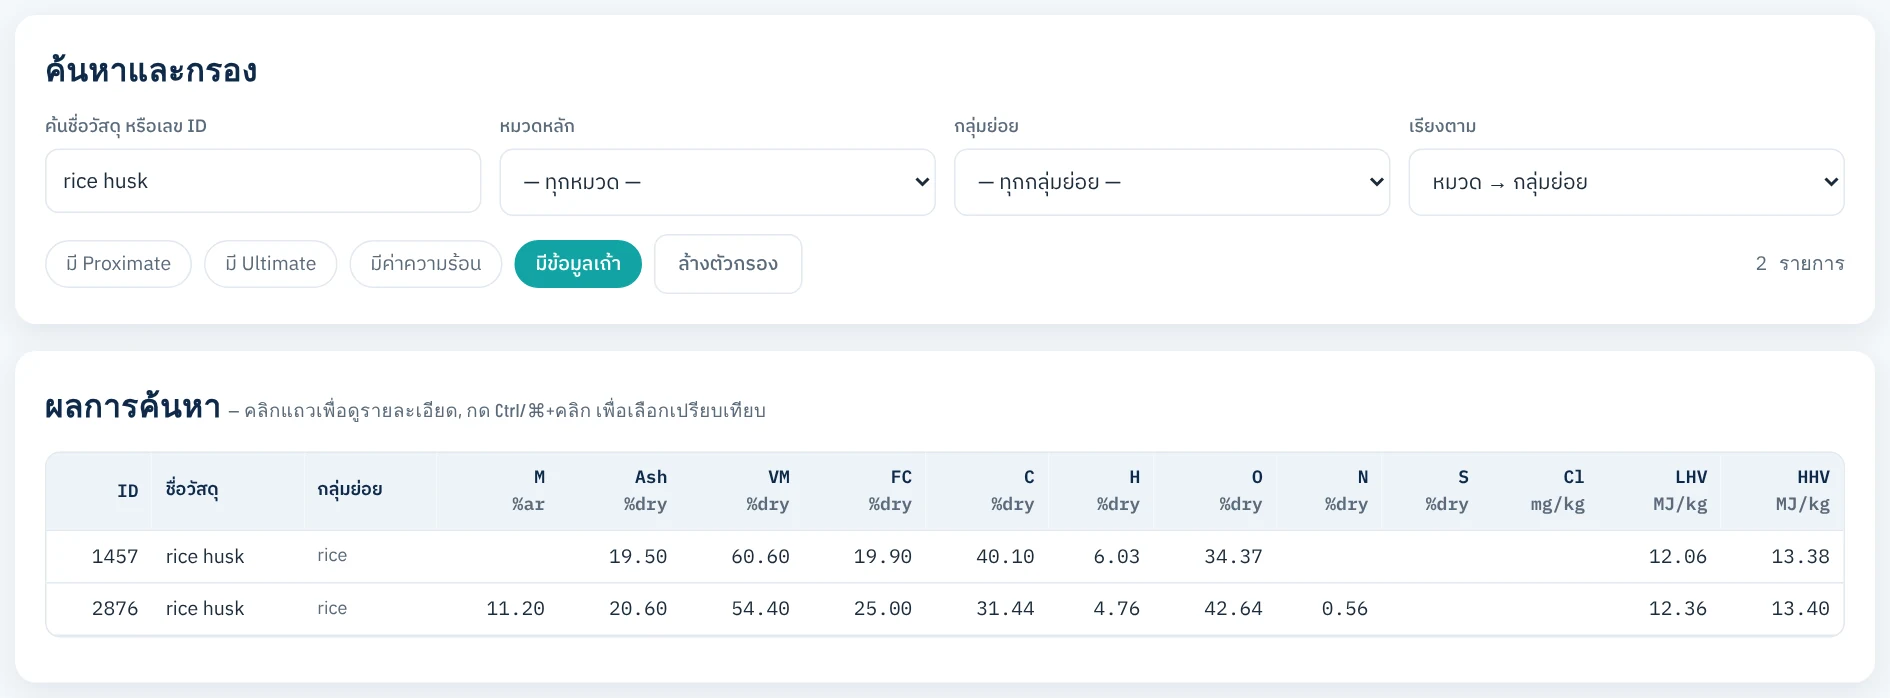 ค้นหาและกรอง
ค้นชื่อวัสดุ หรือเลข ID หมวดหลัก กลุ่มย่อย เรียงตาม
rice husk — ทุกหมวด — — ทุกกลุ่มย่อย — หมวด → กลุ่มย่อย
มี Proximate มี Ultimate มีค่าความร้อน มีข้อมูลเถ้า ล้างตัวกรอง 2 รายการ
ผลการค้นหา – คลิกแถวเพื่อดูรายละเอียด, กด Ctrl/⌘+คลิก เพื่อเลือกเปรียบเทียบ
ID ชื่อวัสดุ กลุ่มย่อย M Ash VM FC C H O N S Cl LHV HHV
%ar %dry %dry %dry %dry %dry %dry %dry %dry mg/kg MJ/kg MJ/kg
1457 rice husk rice 19.50 60.60 19.90 40.10 6.03 34.37 12.06 13.38
2876 rice husk rice 11.20 20.60 54.40 25.00 31.44 4.76 42.64 0.56 12.36 13.40